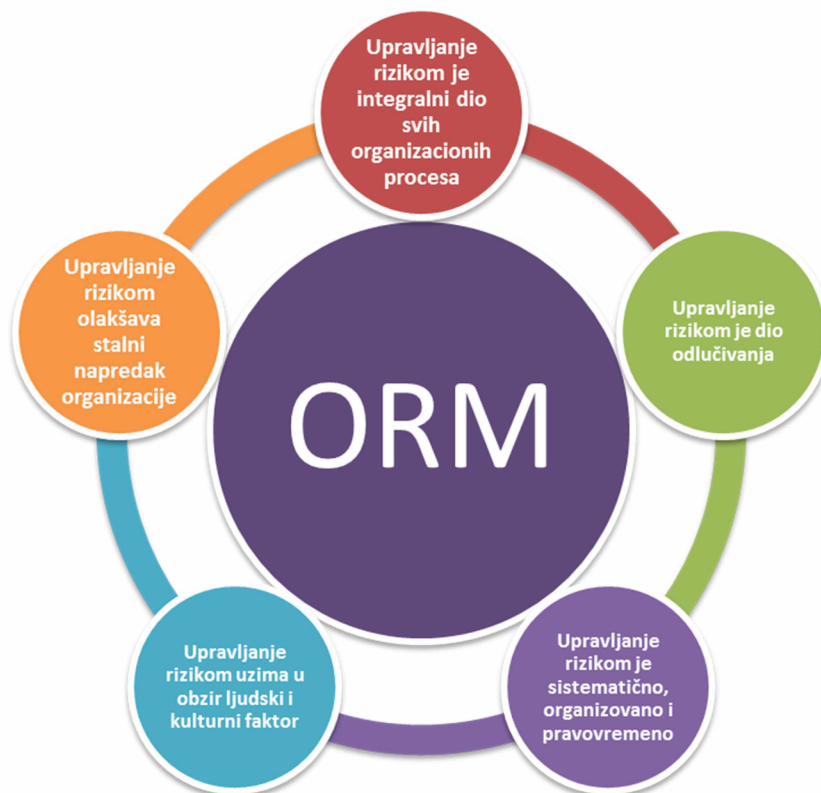 Upravljanje
rizikom je
integralni dio
svih
organizacionih
procesa
Upravljanje
rizikom je dio
odlučivanja
Upravljanje
rizikom je
sistematično,
organizovano i
pravovremeno
Upravljanje
rizikom uzima u
obzir ljudski i
kulturni faktor
Upravljanje
rizikom
olakšava
stalni
napredak
organizacije
ORM